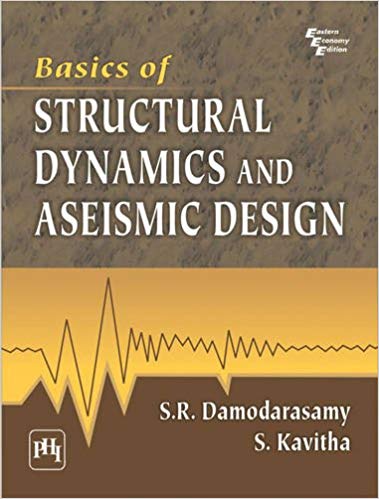 Eastern
Economy
Edition
Basics of
STRUCTURAL
DYNAMICS AND
ASEISMIC DESIGN
S.R. Damodarasamy
S. Kavitha
PHI